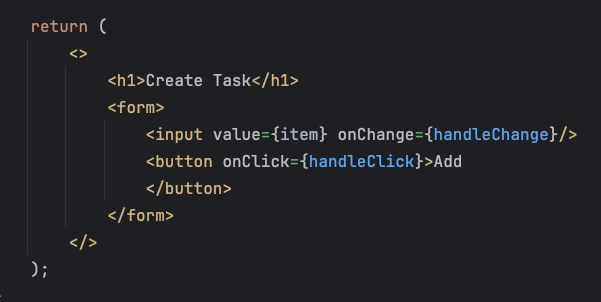 return (
    <>
        <h1>Create Task</h1>
        <form>
            <input value={item} onChange={handleChange}/>
            <button onClick={handleClick}>Add
            </button>
        </form>
    </>
);